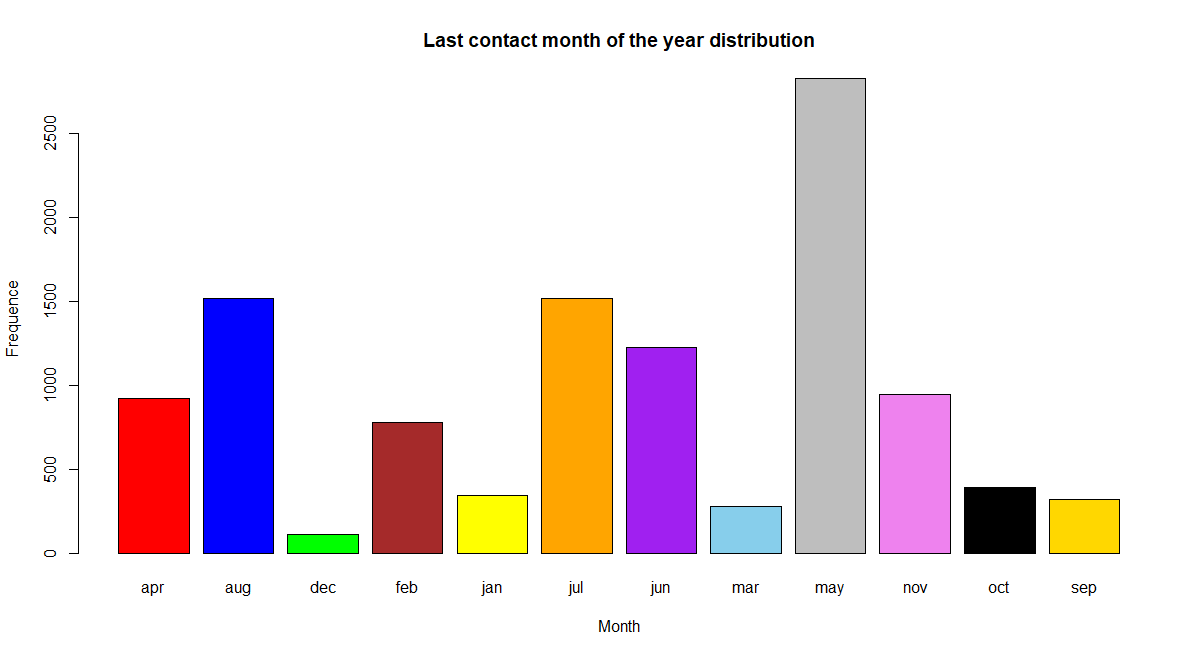 Last contact month of the year distribution
Frequence
2500
2000
1500
1000
500
0
apr aug dec feb jan jul jun mar may nov oct sep
Month